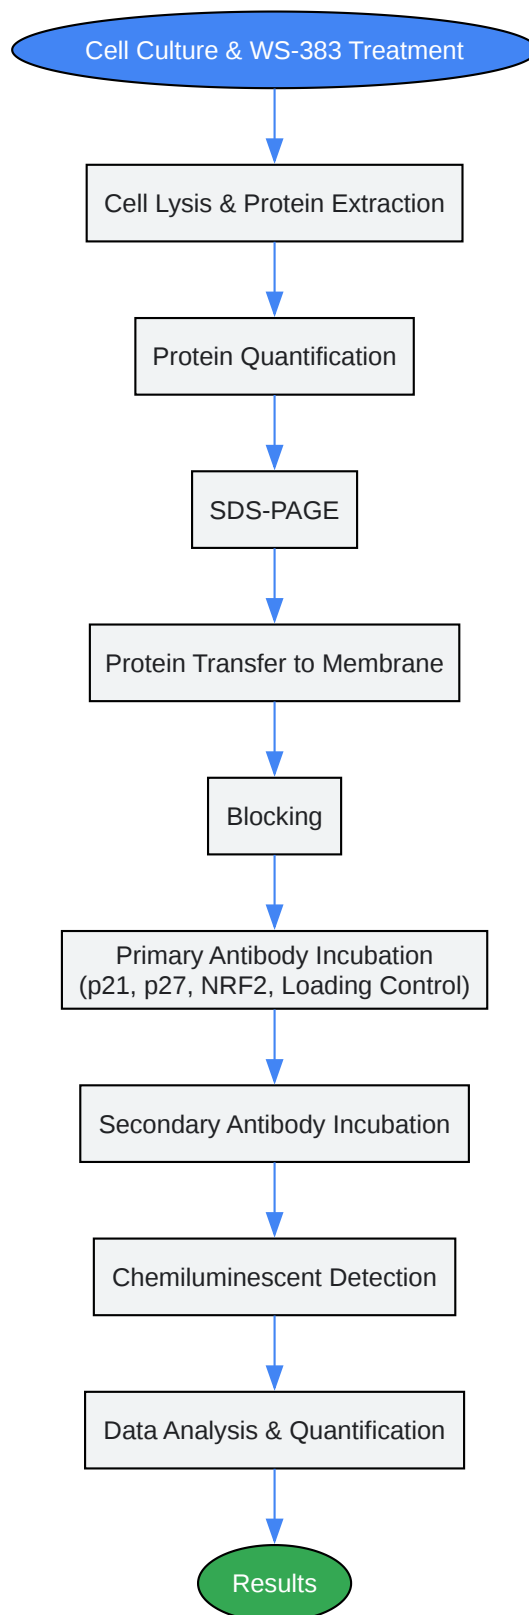 Cell Culture & WS-383 Treatment
Cell Lysis & Protein Extraction
Protein Quantification
SDS-PAGE
Protein Transfer to Membrane
Blocking
Primary Antibody Incubation
(p21, p27, NRF2, Loading Control)
Secondary Antibody Incubation
Chemiluminescent Detection
Data Analysis & Quantification
Results